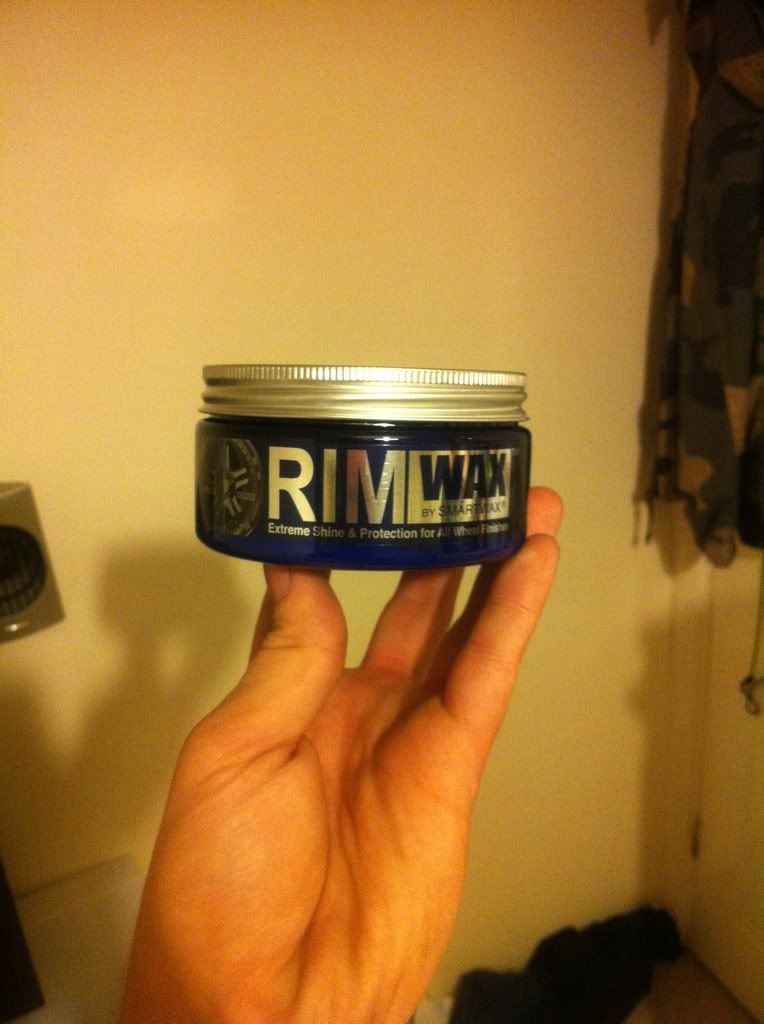 RIM WAX
BY SMARTWAX®
Extreme Shine & Protection for All Wheel Finishes